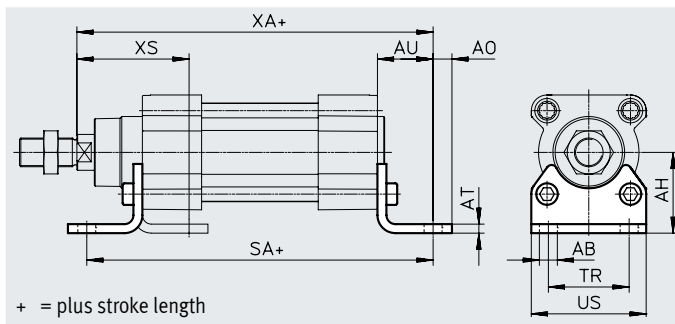 XA+
XS
AU
AO
AH
AT
SA+
AB
TR
US
+ = plus stroke length